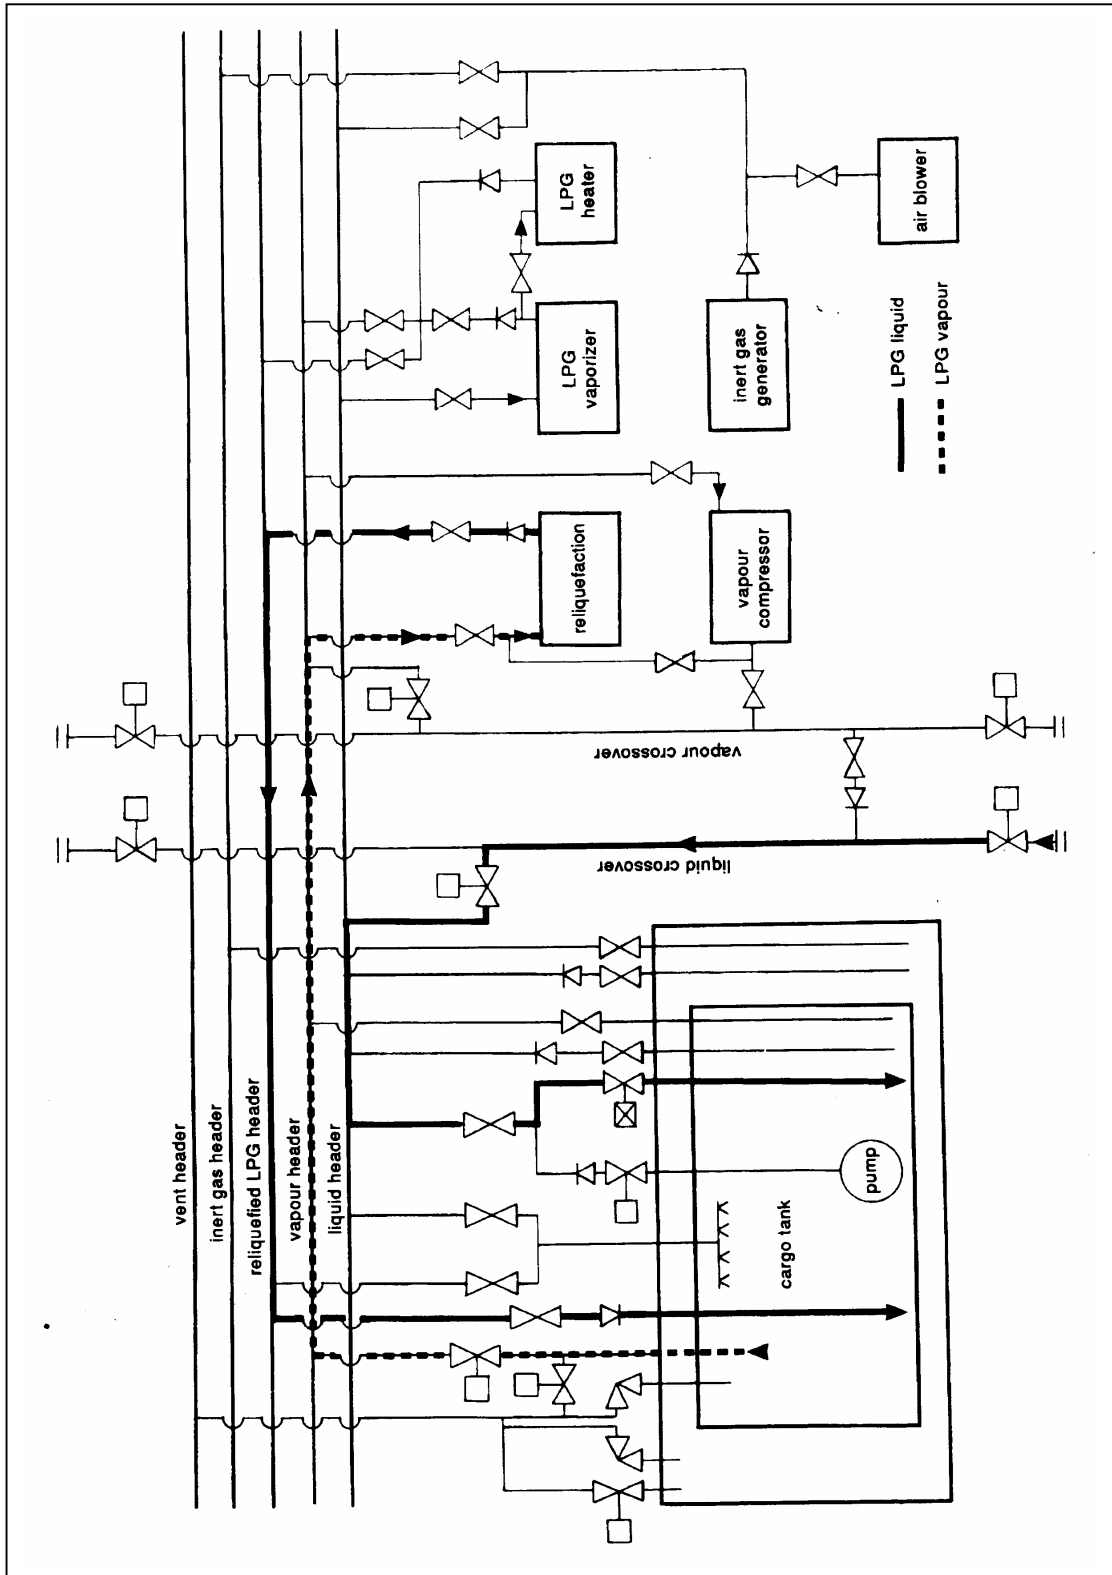 vent header
inert gas header
reliquefied LPG header
vapour header
liquid header
LPG
heater
LPG
vaporizer
air blower
inert gas
generator
LPG liquid
LPG vapour
reliquefaction
vapour
compressor
vapour crossover
liquid crossover
pump
cargo tank